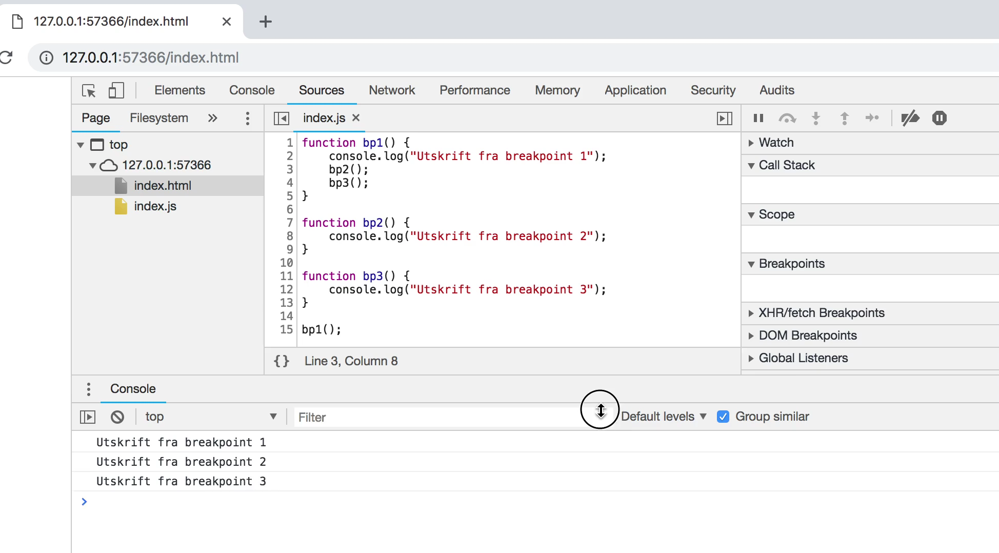 127.0.0.1:57366/index.html
127.0.0.1:57366/index.html
Elements Console Sources Network Performance Memory Application Security Audits
Page Filesystem »
index.js ×
top
127.0.0.1:57366
index.html
index.js
1 function bp1() {
2 console.log("Utskrift fra breakpoint 1");
3 bp2();
4 bp3();
5 }
6
7 function bp2() {
8 console.log("Utskrift fra breakpoint 2");
9 }
10
11 function bp3() {
12 console.log("Utskrift fra breakpoint 3");
13 }
14
15 bp1();
{} Line 3, Column 8
Watch
Call Stack
Scope
Breakpoints
XHR/fetch Breakpoints
DOM Breakpoints
Global Listeners
Console
top Filter Default levels Group similar
Utskrift fra breakpoint 1
Utskrift fra breakpoint 2
Utskrift fra breakpoint 3
>